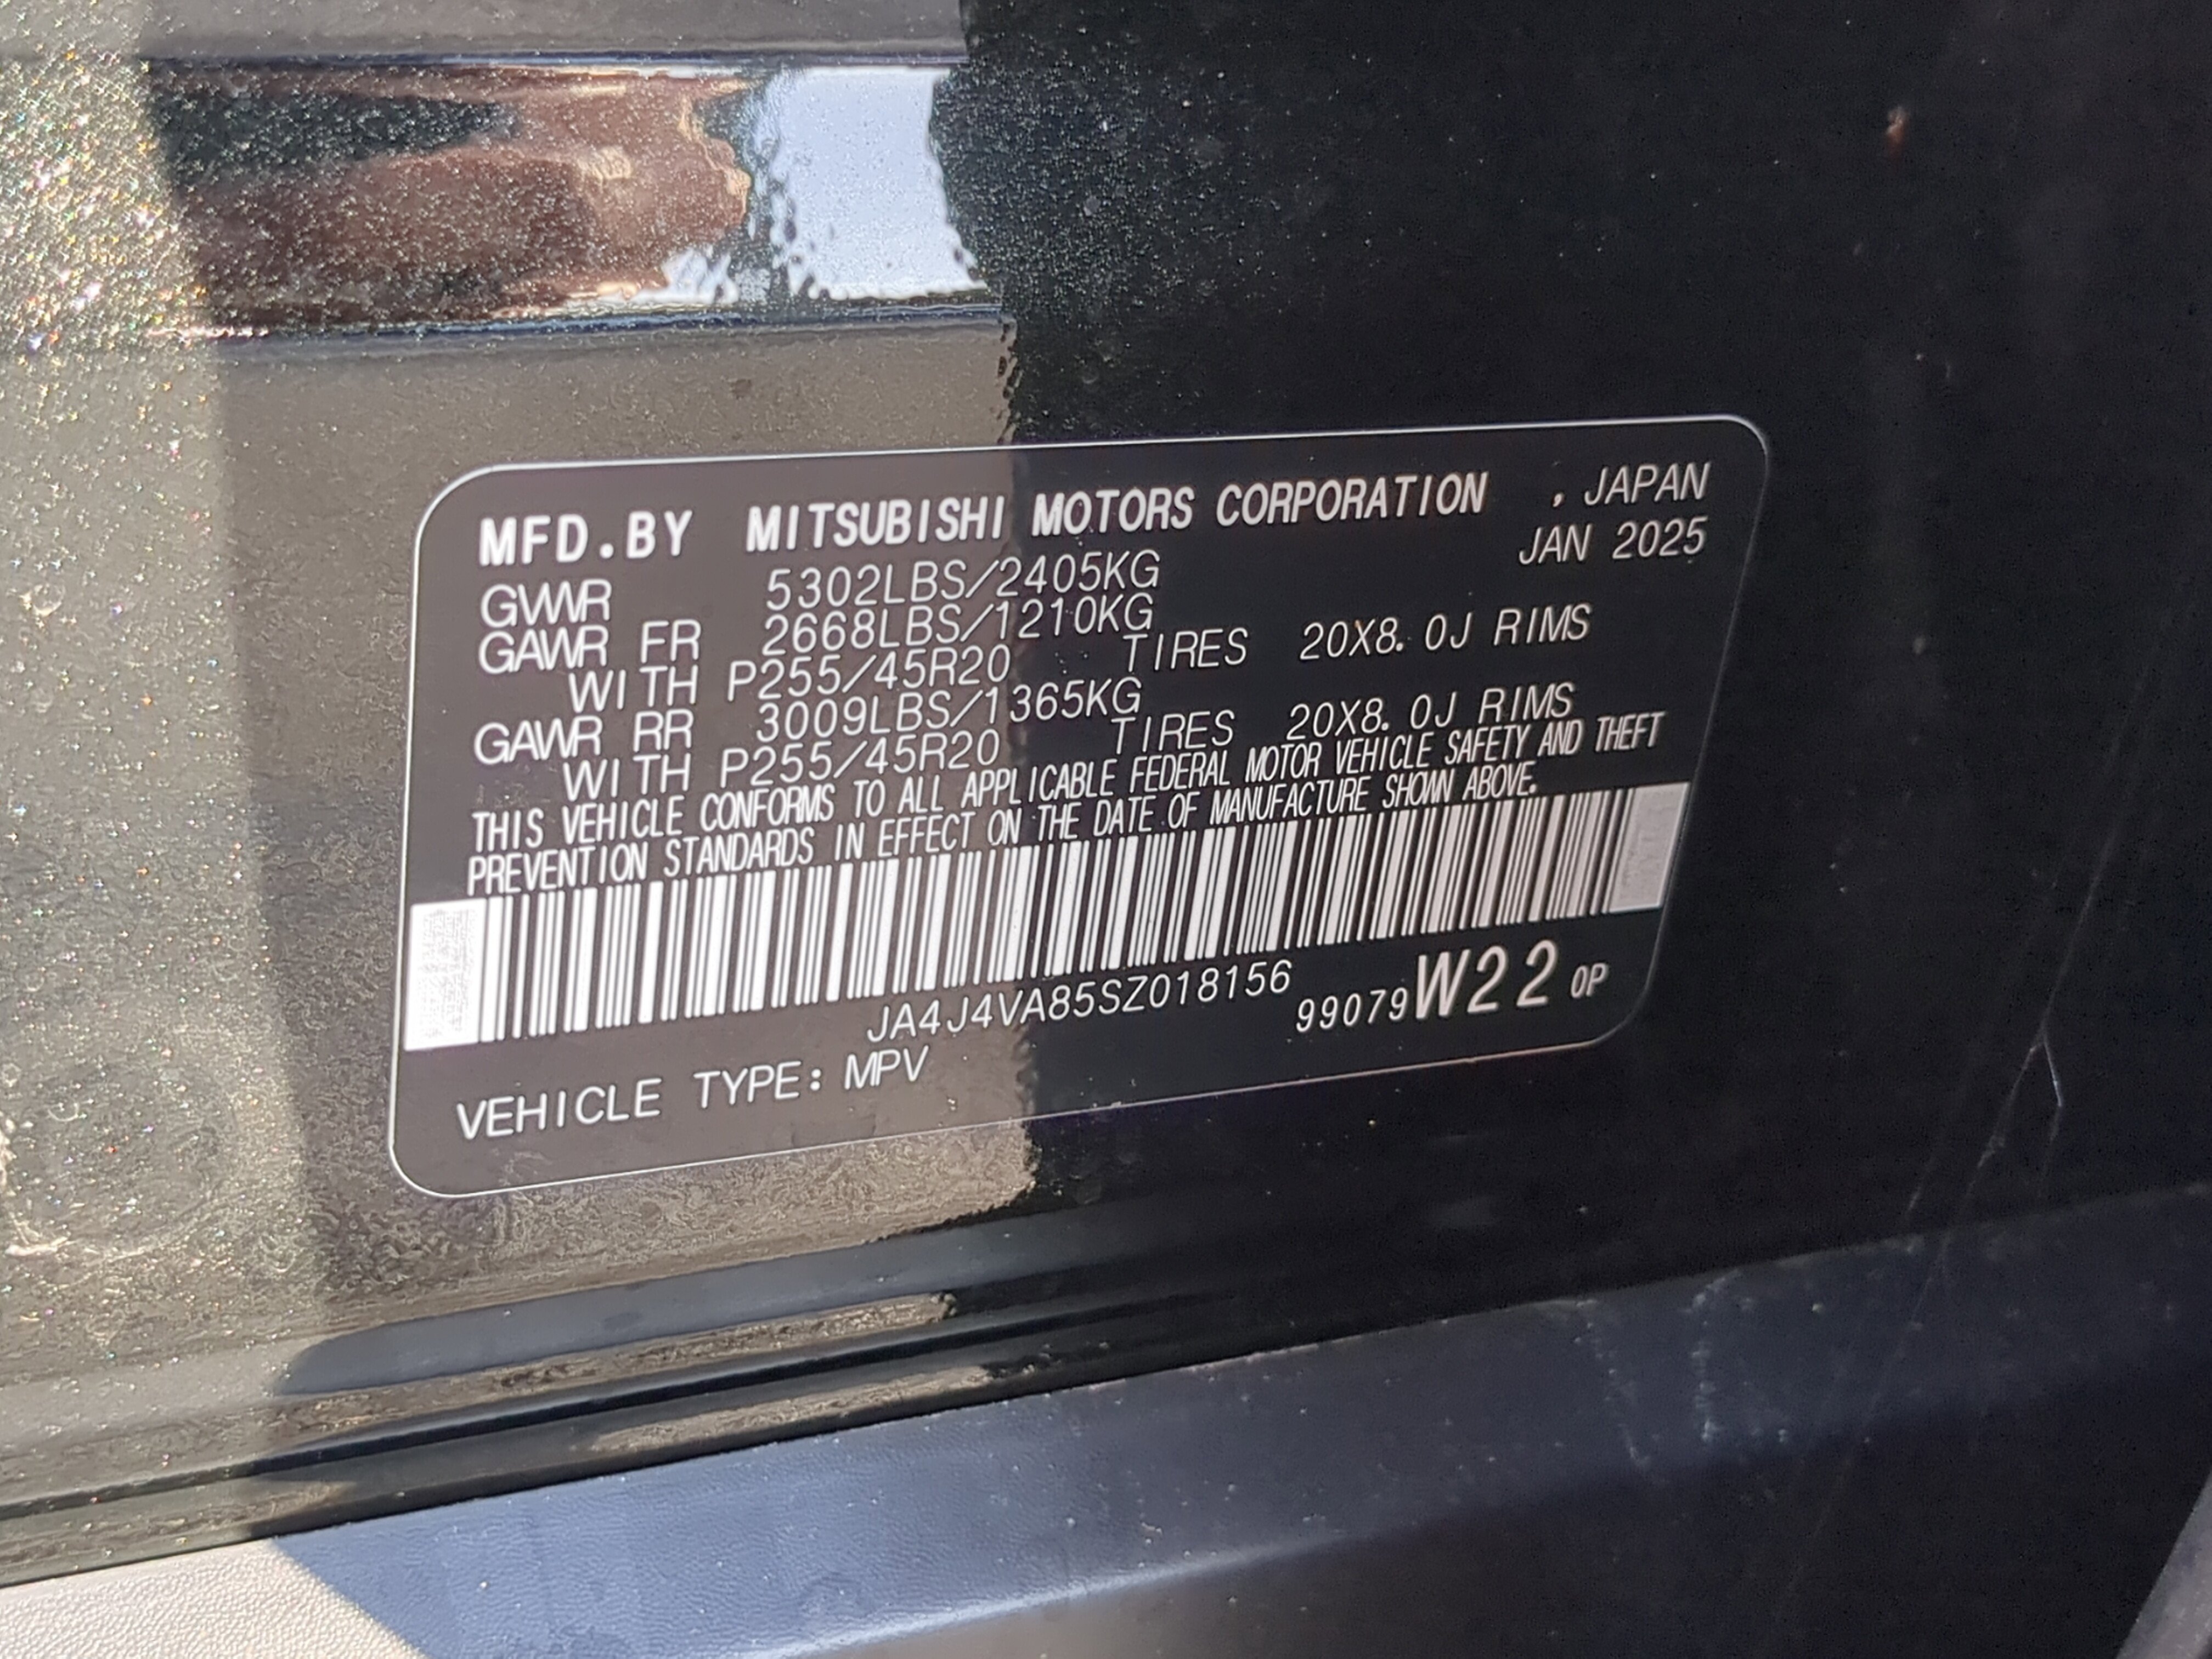 MFD.BY MITSUBISHI MOTORS CORPORATION , JAPAN
JAN 2025
GVWR 5302LBS/2405KG
GAWR FR 2668LBS/1210KG
WITH P255/45R20 TIRES 20X8.0J RIMS
GAWR RR 3009LBS/1365KG
WITH P255/45R20 TIRES 20X8.0J RIMS
THIS VEHICLE CONFORMS TO ALL APPLICABLE FEDERAL MOTOR VEHICLE SAFETY AND THEFT
PREVENTION STANDARDS IN EFFECT ON THE DATE OF MANUFACTURE SHOWN ABOVE.
JA4J4VA85SZ018156 99079W22 OP
VEHICLE TYPE: MPV